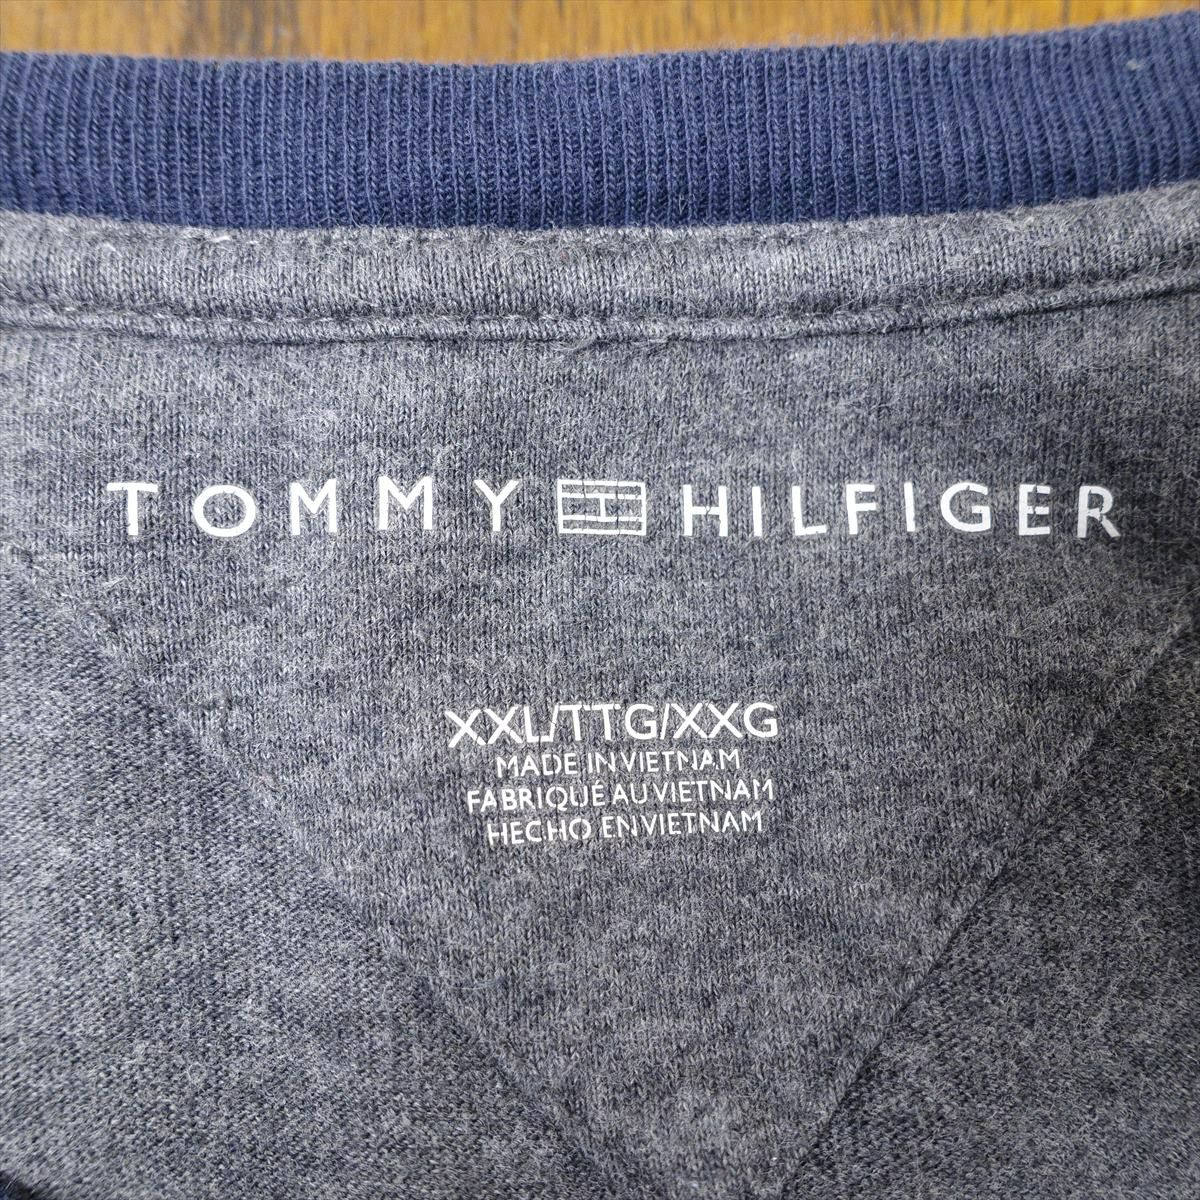 TOMMY HILFIGER
XXL/TTG/XXG
MADE IN VIETNAM
FABRIQUÉ AU VIETNAM
HECHO EN VIETNAM